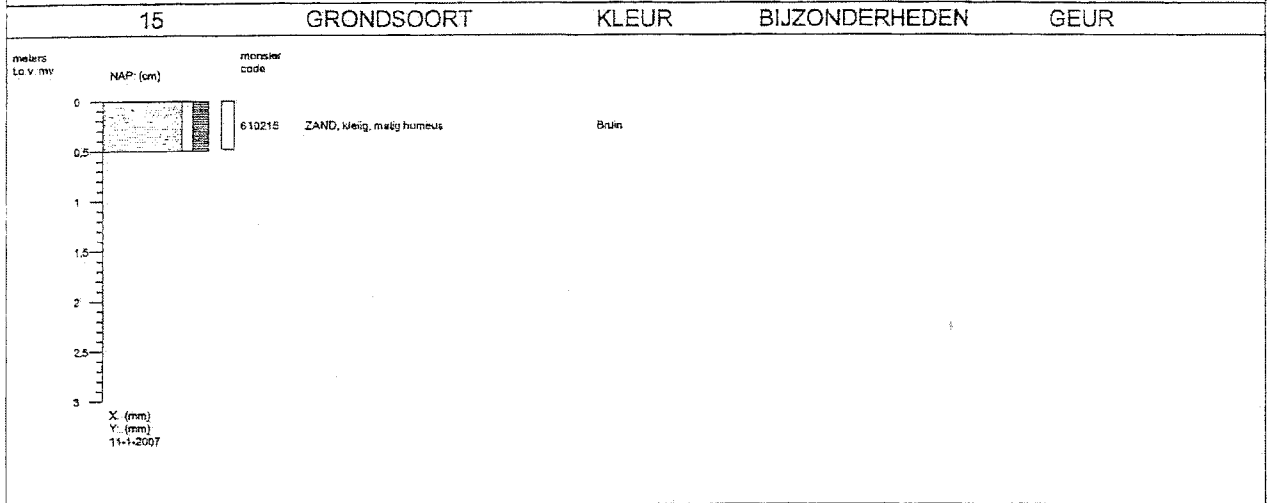 15 GRONDSOORT KLEUR BIJZONDERHEDEN GEUR
meters
t.o.v. mv
NAP: (cm)
monster
code
0
610215 ZAND, kleiig, matig humeus Bruin
0,5
1
1,5
2
2,5
3
X: (mm)
Y: (mm)
11-1-2007